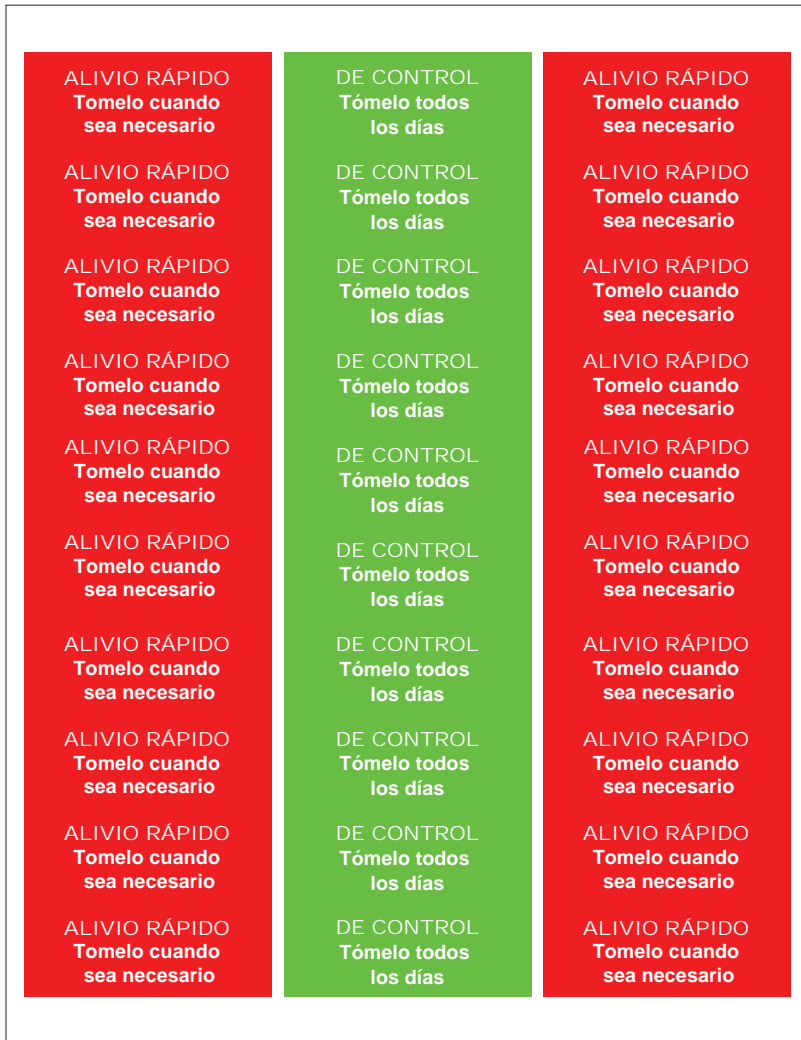 ALIVIO RÁPIDO
Tomelo cuando
sea necesario
ALIVIO RÁPIDO
Tomelo cuando
sea necesario
ALIVIO RÁPIDO
Tomelo cuando
sea necesario
ALIVIO RÁPIDO
Tomelo cuando
sea necesario
ALIVIO RÁPIDO
Tomelo cuando
sea necesario
ALIVIO RÁPIDO
Tomelo cuando
sea necesario
ALIVIO RÁPIDO
Tomelo cuando
sea necesario
ALIVIO RÁPIDO
Tomelo cuando
sea necesario
ALIVIO RÁPIDO
Tomelo cuando
sea necesario
ALIVIO RÁPIDO
Tomelo cuando
sea necesario
DE CONTROL
Tómelo todos
los días
DE CONTROL
Tómelo todos
los días
DE CONTROL
Tómelo todos
los días
DE CONTROL
Tómelo todos
los días
DE CONTROL
Tómelo todos
los días
DE CONTROL
Tómelo todos
los días
DE CONTROL
Tómelo todos
los días
DE CONTROL
Tómelo todos
los días
DE CONTROL
Tómelo todos
los días
DE CONTROL
Tómelo todos
los días
ALIVIO RÁPIDO
Tomelo cuando
sea necesario
ALIVIO RÁPIDO
Tomelo cuando
sea necesario
ALIVIO RÁPIDO
Tomelo cuando
sea necesario
ALIVIO RÁPIDO
Tomelo cuando
sea necesario
ALIVIO RÁPIDO
Tomelo cuando
sea necesario
ALIVIO RÁPIDO
Tomelo cuando
sea necesario
ALIVIO RÁPIDO
Tomelo cuando
sea necesario
ALIVIO RÁPIDO
Tomelo cuando
sea necesario
ALIVIO RÁPIDO
Tomelo cuando
sea necesario
ALIVIO RÁPIDO
Tomelo cuando
sea necesario